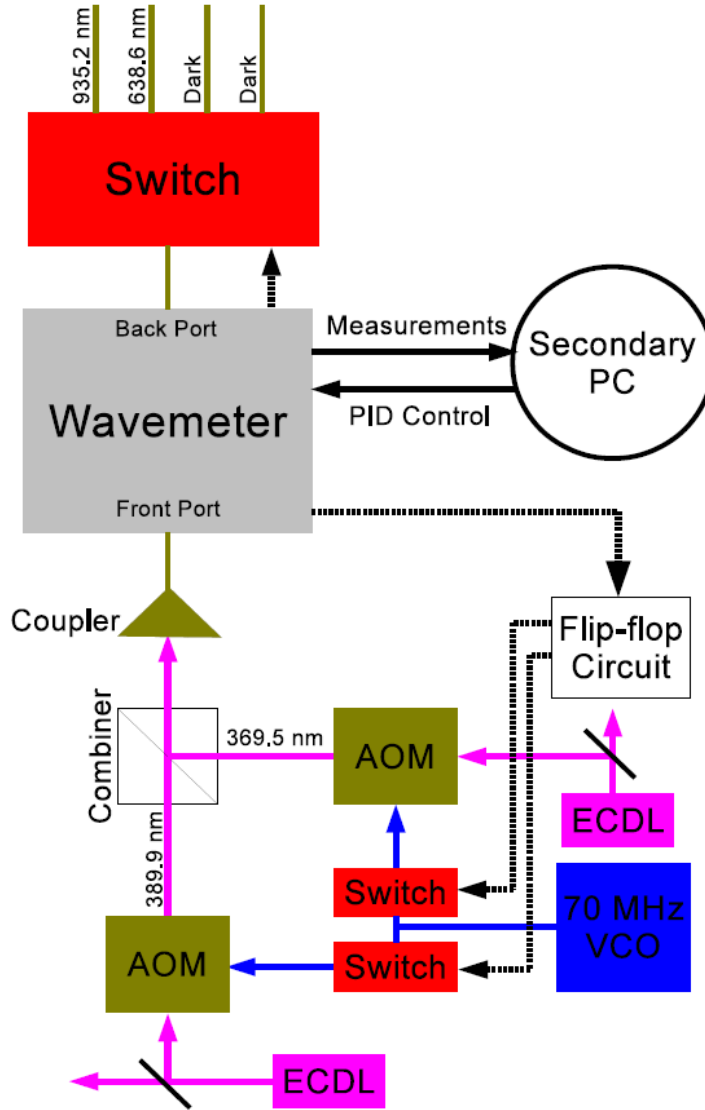 935.2 nm
638.6 nm
Dark
Dark
Switch
Back Port
Wavemeter
Front Port
Measurements
PID Control
Secondary
PC
Coupler
Flip-flop
Circuit
Combiner
369.5 nm
AOM
ECDL
389.9 nm
Switch
Switch
70 MHz
VCO
AOM
ECDL